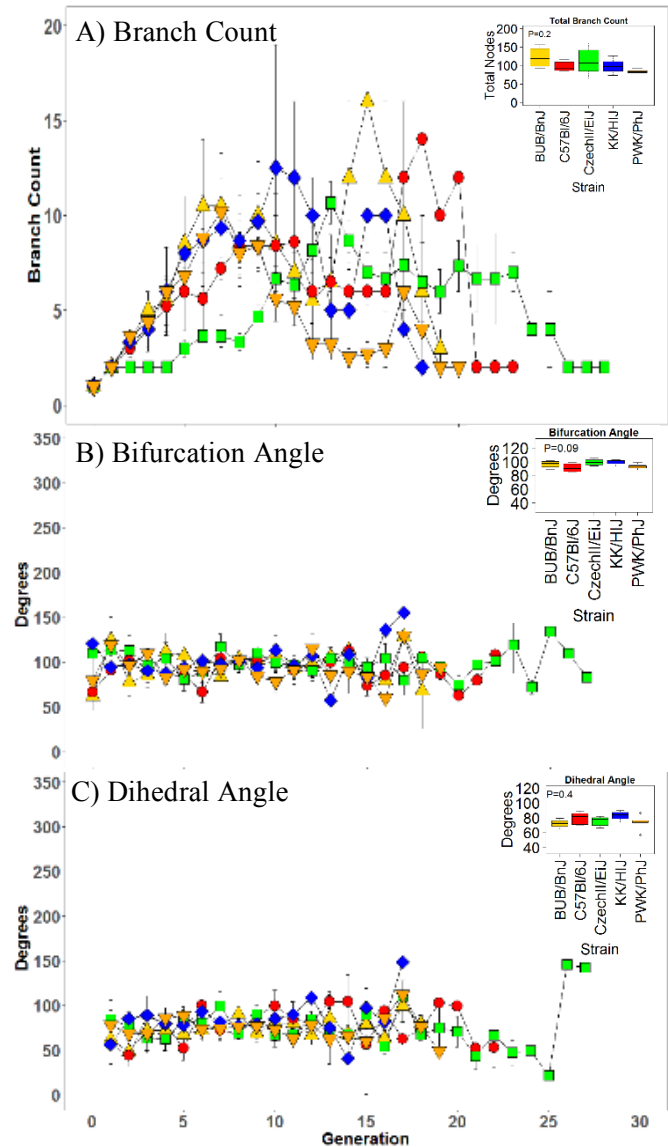 A) Branch Count
Total Branch Count
P=0.2
Total Nodes
200
150
100
50
0
BUB/BnJ
C57Bl/6J
CzechII/EiJ
KK/HlJ
PWK/PhJ
Strain
Branch Count
20
15
10
5
0
B) Bifurcation Angle
Bifurcation Angle
P=0.09
Degrees
120
100
80
60
40
BUB/BnJ
C57Bl/6J
CzechII/EiJ
KK/HlJ
PWK/PhJ
Strain
Degrees
350
300
250
200
150
100
50
0
C) Dihedral Angle
Dihedral Angle
P=0.4
Degrees
120
100
80
60
40
BUB/BnJ
C57Bl/6J
CzechII/EiJ
KK/HlJ
PWK/PhJ
Strain
Degrees
350
300
250
200
150
100
50
0
0 5 10 15 20 25 30
Generation